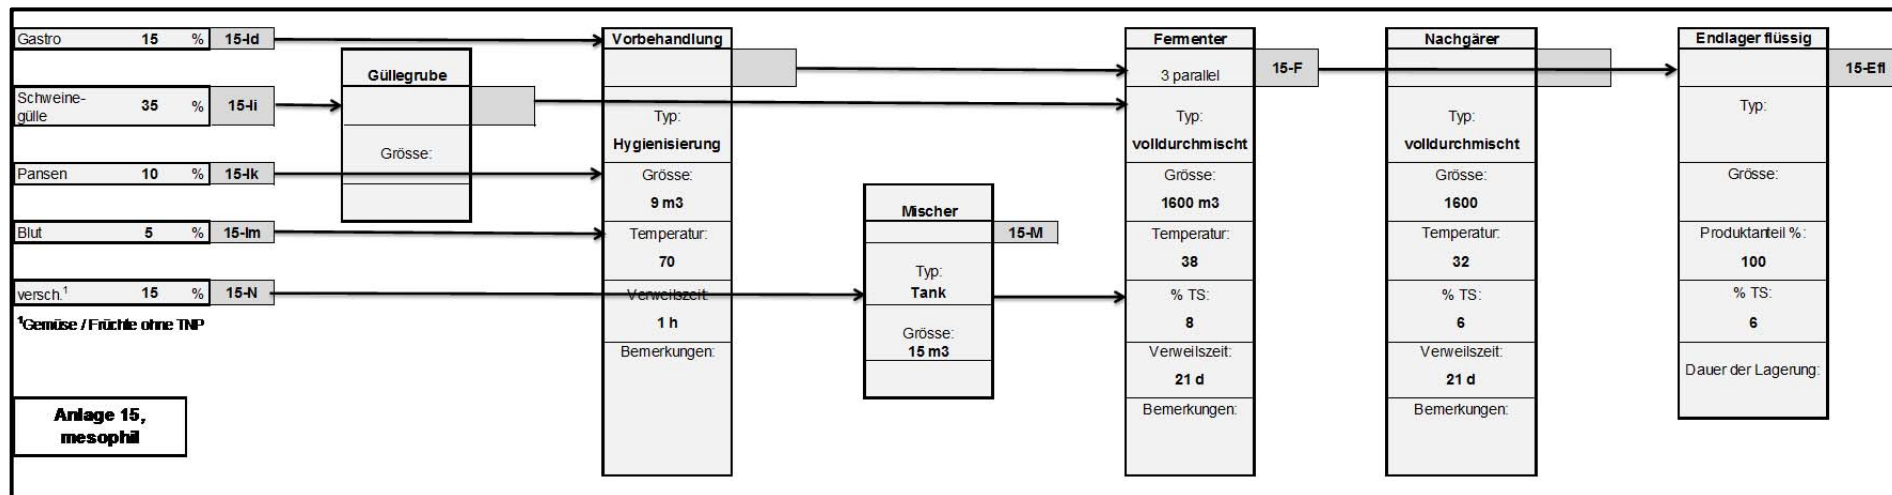 Gastro 15 % 15-Id
Schweine-
gülle 35 % 15-Ii
Pansen 10 % 15-Ik
Blut 5 % 15-Im
versch.¹ 15 % 15-N
¹Gemüse / Früchte ohne TNP
Anlage 15,
mesophil
Güllegrube
Grösse:
Vorbehandlung
Typ:
Hygienisierung
Grösse:
9 m3
Temperatur:
70
Verweilszeit:
1 h
Bemerkungen:
Mischer
15-M
Typ:
Tank
Grösse:
15 m3
Fermenter
3 parallel
15-F
Typ:
volldurchmischt
Grösse:
1600 m3
Temperatur:
38
% TS:
8
Verweilszeit:
21 d
Bemerkungen:
Nachgärer
Typ:
volldurchmischt
Grösse:
1600
Temperatur:
32
% TS:
6
Verweilszeit:
21 d
Bemerkungen:
Endlager flüssig
15-Efl
Typ:
Grösse:
Produktanteil %:
100
% TS:
6
Dauer der Lagerung: